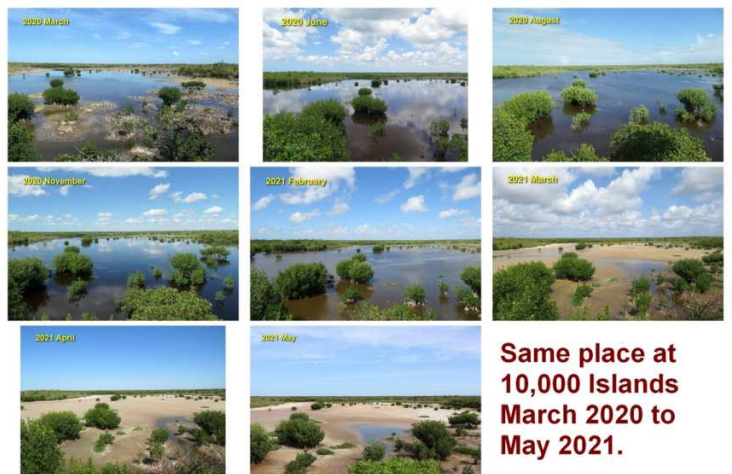 2020 March
2020 June
2020 August
2020 November
2021 February
2021 March
2021 April
2021 May
Same place at
10,000 Islands
March 2020 to
May 2021.